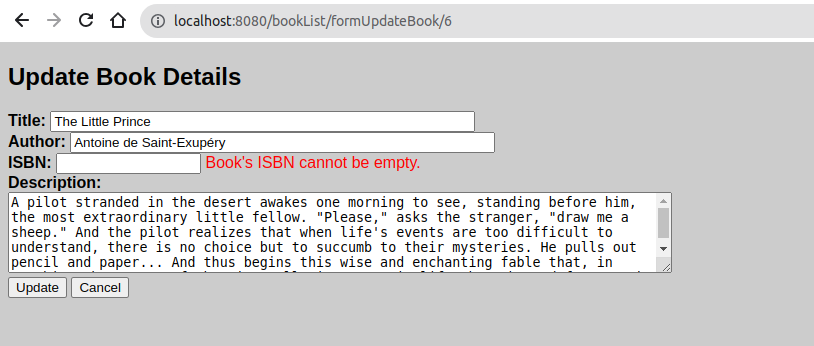 localhost:8080/bookList/formUpdateBook/6
Update Book Details
Title: The Little Prince
Author: Antoine de Saint-Exupéry
ISBN: Book's ISBN cannot be empty.
Description:
A pilot stranded in the desert awakes one morning to see, standing before him,
the most extraordinary little fellow. "Please," asks the stranger, "draw me a
sheep." And the pilot realizes that when life's events are too difficult to
understand, there is no choice but to succumb to their mysteries. He pulls out
pencil and paper... And thus begins this wise and enchanting fable that, in
Update Cancel